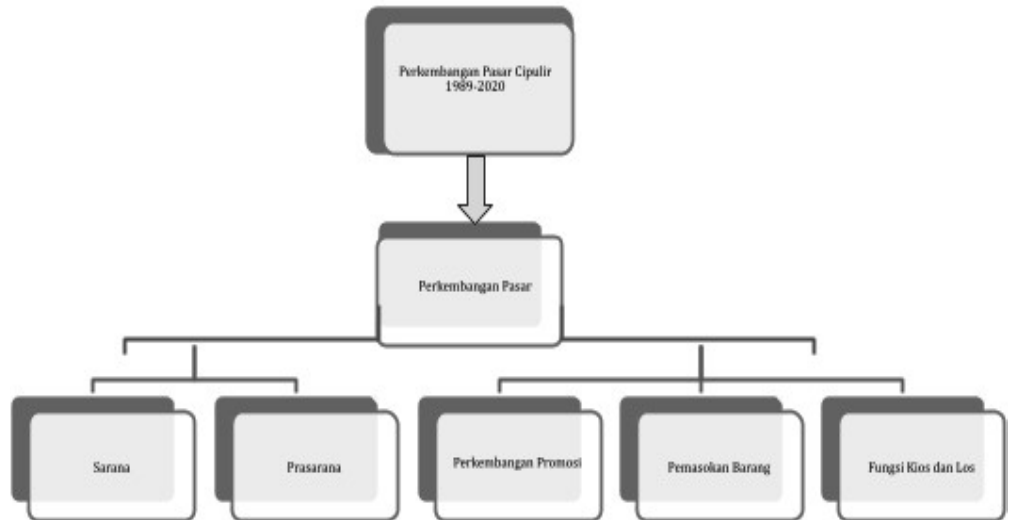 Perkembangan Pasar Cipulir
1989-2020
Perkembangan Pasar
Sarana
Prasarana
Perkembangan Promosi
Pemasokan Barang
Fungsi Kios dan Los